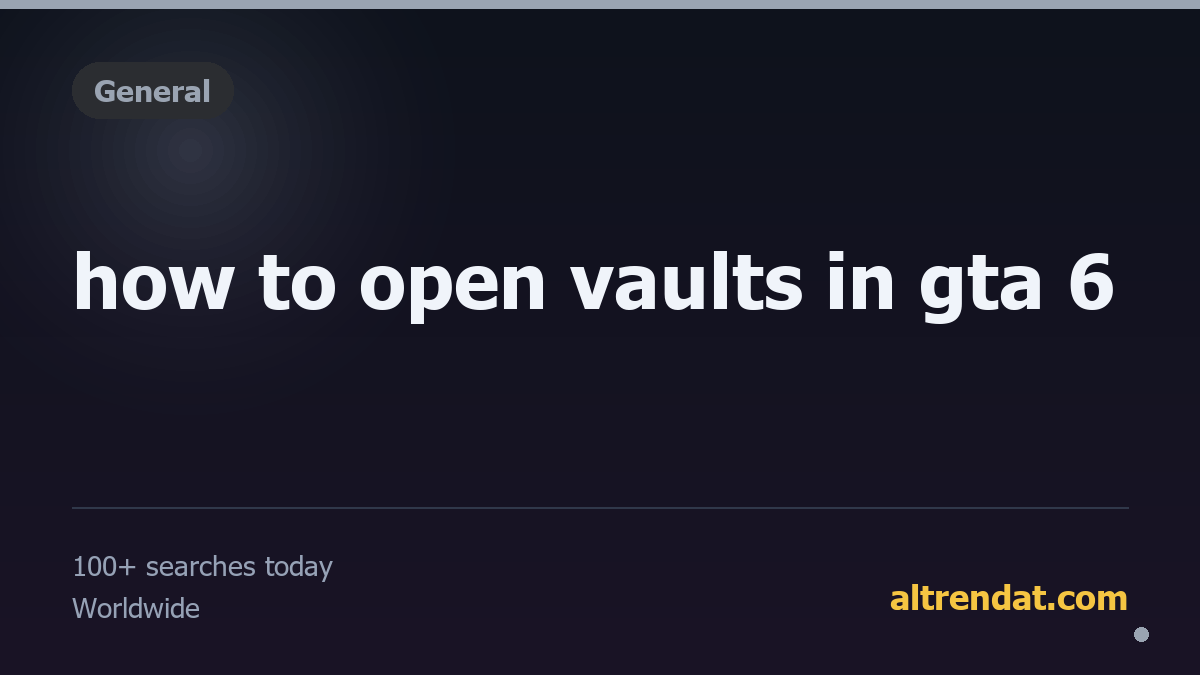 General
how to open vaults in gta 6
100+ searches today
Worldwide
altrendat.com